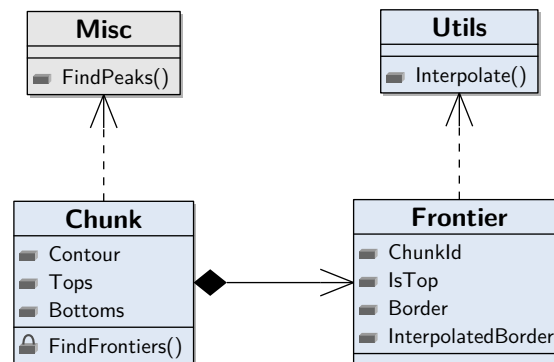 Misc
FindPeaks()
Utils
Interpolate()
Chunk
Contour
Tops
Bottoms
FindFrontiers()
Frontier
ChunkId
IsTop
Border
InterpolatedBorder